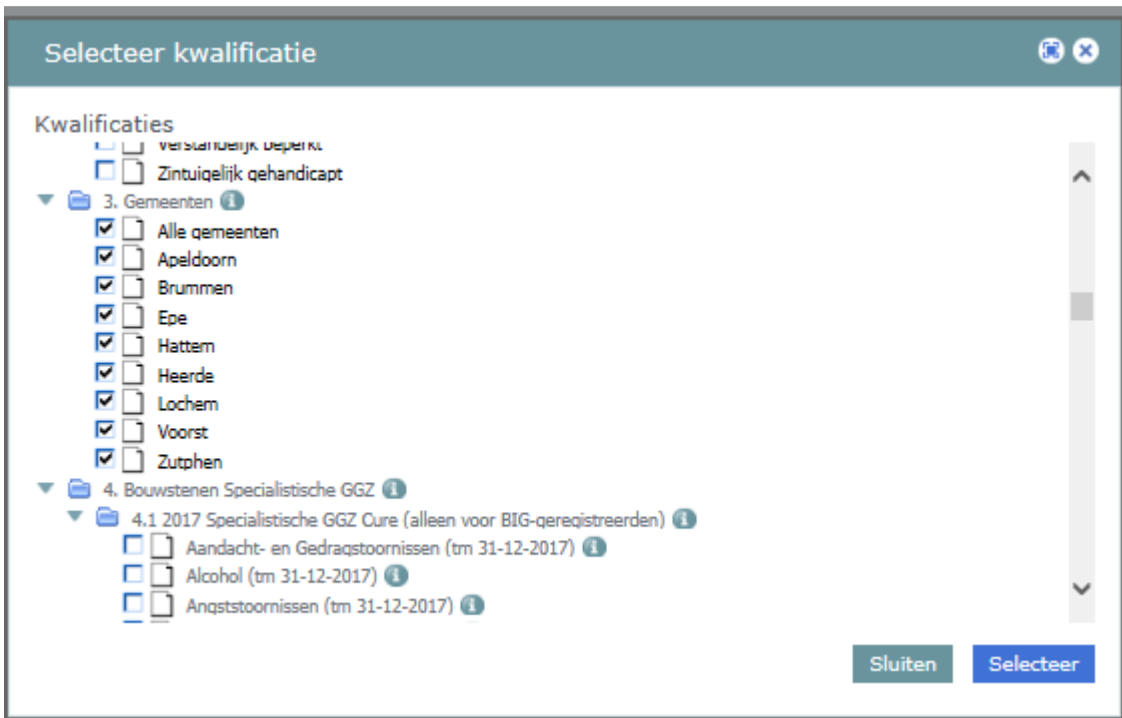 Selecteer kwalificatie
Kwalificaties
Verstandelijk beperkt
Zintuigelijk gehandicapt
3. Gemeenten
Alle gemeenten
Apeldoorn
Brummen
Epe
Hattem
Heerde
Lochem
Voorst
Zutphen
4. Bouwstenen Specialistische GGZ
4.1 2017 Specialistische GGZ Cure (alleen voor BIG-geregistreerden)
Aandacht- en Gedragstoornissen (tm 31-12-2017)
Alcohol (tm 31-12-2017)
Angststoornissen (tm 31-12-2017)
Sluiten Selecteer